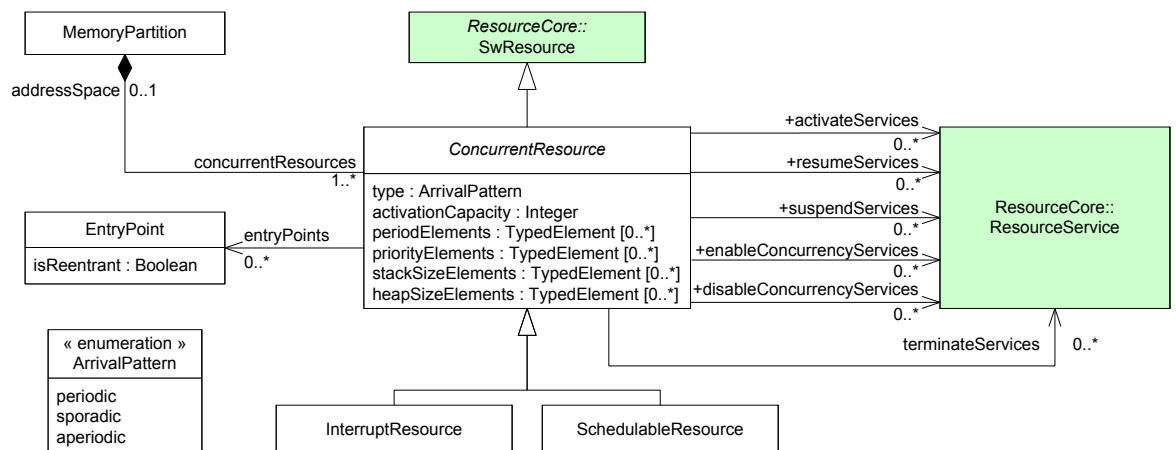 MemoryPartition
ResourceCore::
SwResource
addressSpace
0..1
concurrentResources
1..*
ConcurrentResource
type : ArrivalPattern
activationCapacity : Integer
periodElements : TypedElement [0..*]
priorityElements : TypedElement [0..*]
stackSizeElements : TypedElement [0..*]
heapSizeElements : TypedElement [0..*]
+activateServices
0..*
+resumeServices
0..*
+suspendServices
0..*
+enableConcurrencyServices
0..*
+disableConcurrencyServices
0..*
terminateServices
0..*
ResourceCore::
ResourceService
EntryPoint
isReentrant : Boolean
entryPoints
0..*
« enumeration »
ArrivalPattern
periodic
sporadic
aperiodic
InterruptResource
SchedulableResource